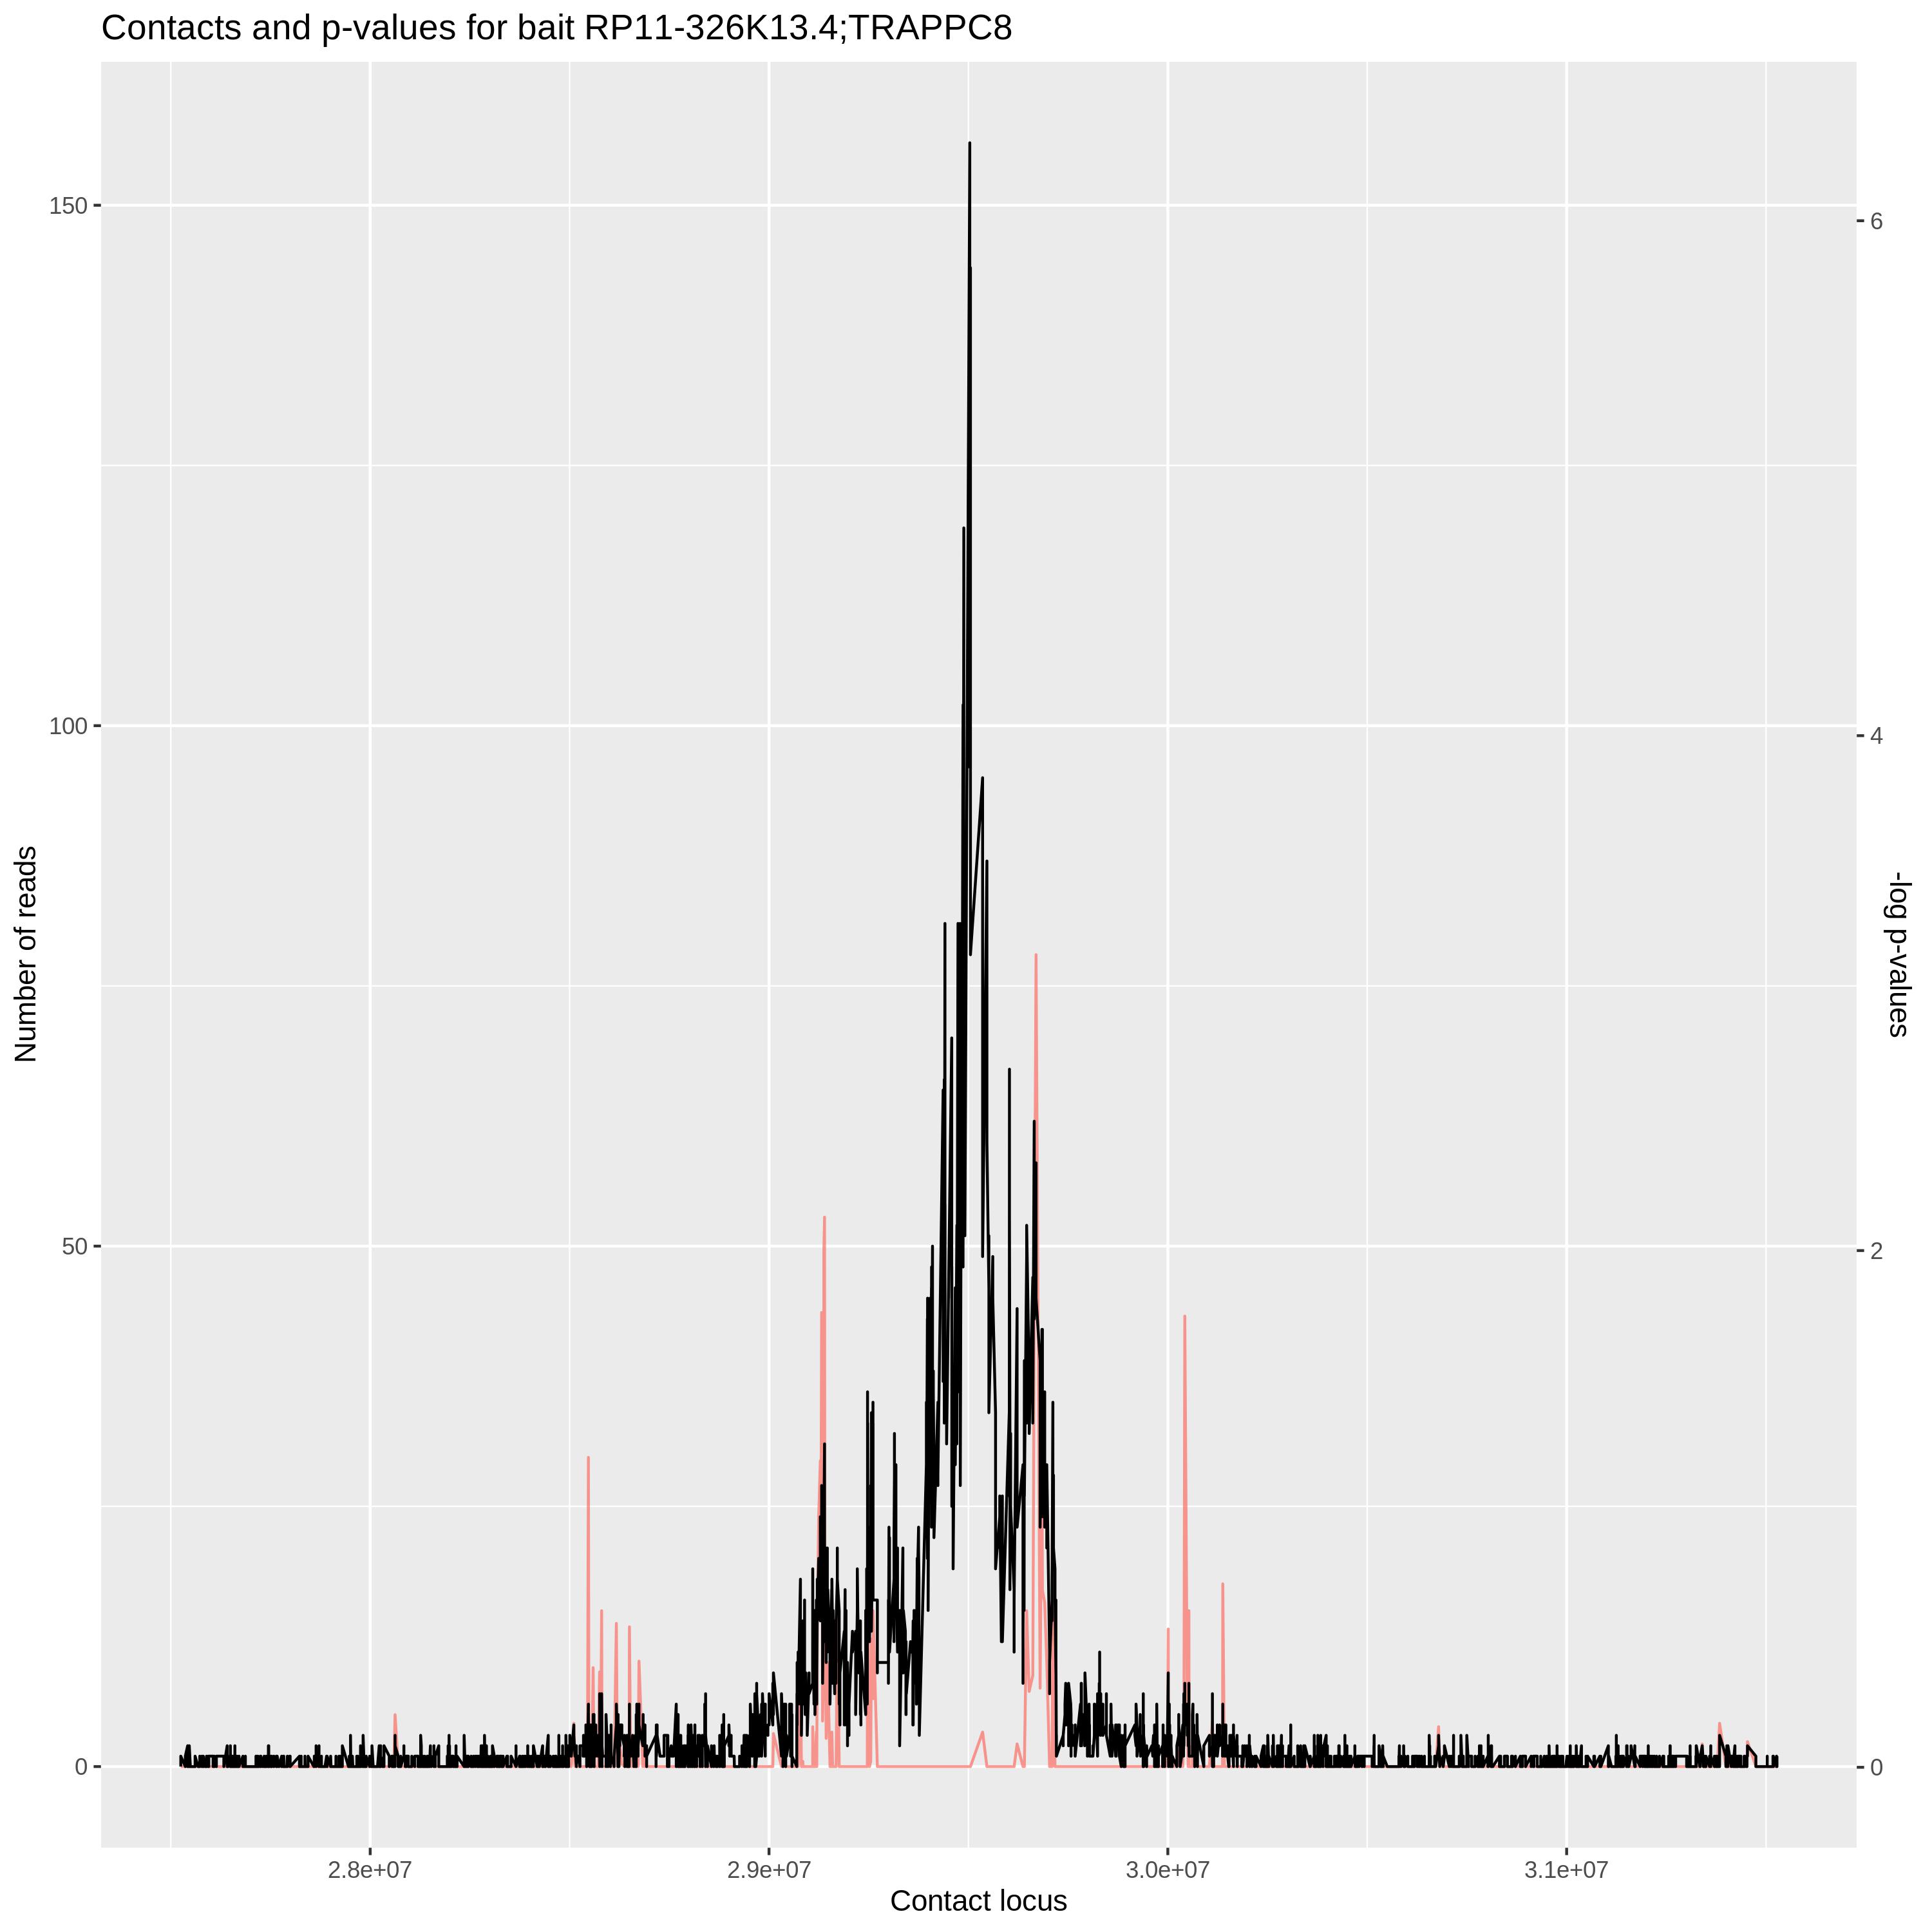 Contacts and p-values for bait RP11-326K13.4;TRAPPC8
150
100
50
0
Number of reads
6
4
2
0
-log p-values
2.8e+07
2.9e+07
3.0e+07
3.1e+07
Contact locus